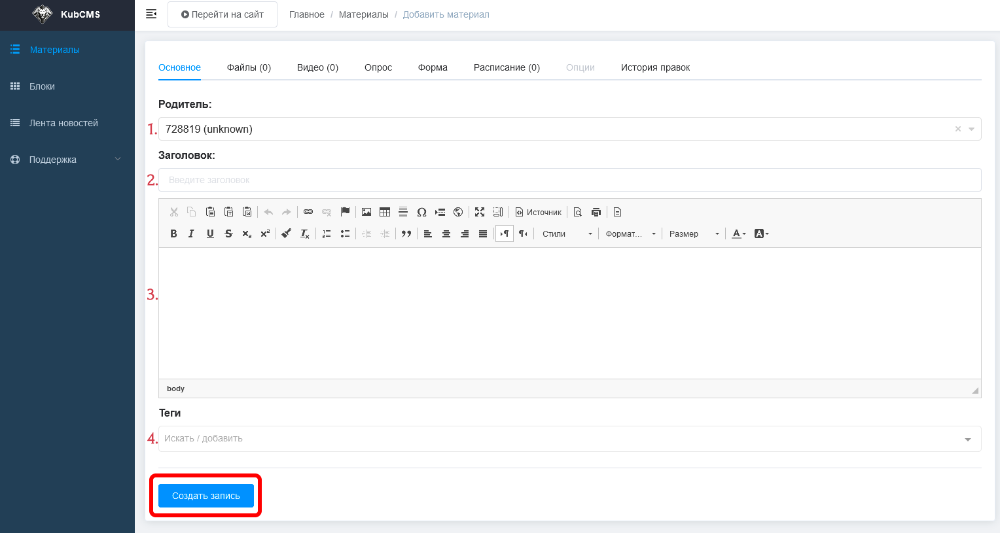 KubCMS
Перейти на сайт
Главное / Материалы / Добавить материал
Материалы
Блоки
Лента новостей
Поддержка
Основное Файлы (0) Видео (0) Опрос Форма Расписание (0) Опции История правок
Родитель:
1. 728819 (unknown)
Заголовок:
2. Введите заголовок
Источник
Стили Формат... Размер
3.
body
Теги
4. Искать / добавить
Создать запись